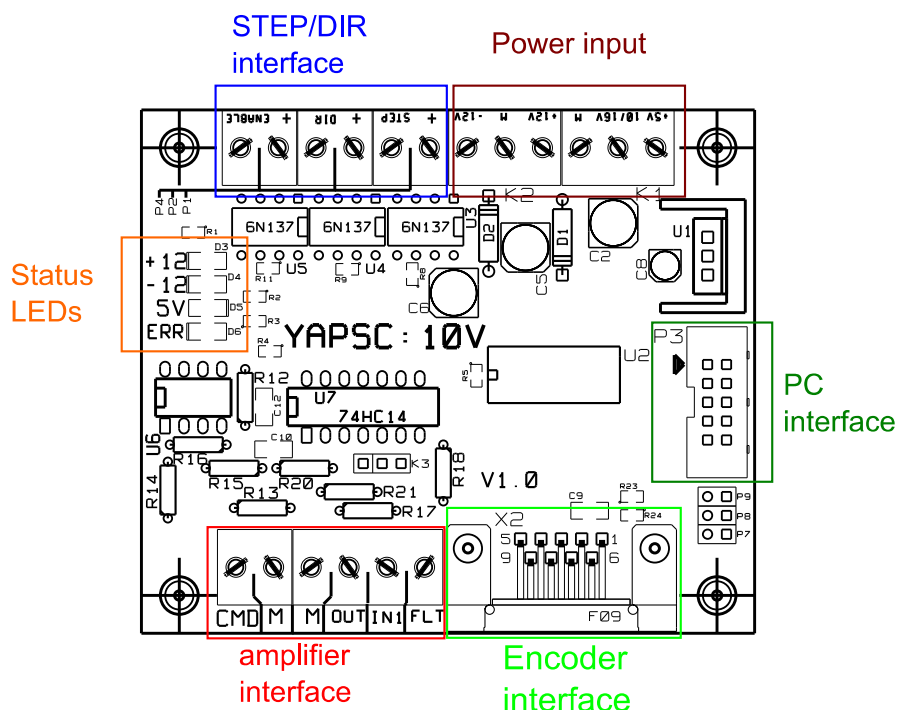 STEP/DIR
interface
Power input
ENABLE + DIR + STEP +
-12V M +12V M 10/16V +5V
K2 K1
P4 P2 P1
R1
6N137 6N137 6N137
U3
D2 D1
U1
C2
C8
C5
C6
U5 U4
R11 R9 R8
Status
LEDs
+12 D3
-12 D4
5V D5
ERR D6
R2
R3
R4
YAPSC: 10V
U2
R5
P3
PC
interface
R12
C12
U7
74HC14
U6
R16
C10
K3
R18
R14
R15 R20
R13
R21
R17
V1.0
R23
C9
R24
P9
P8
P7
X2
5 1
9 6
F09
CMD M M OUT IN1 FLT
amplifier
interface
Encoder
interface